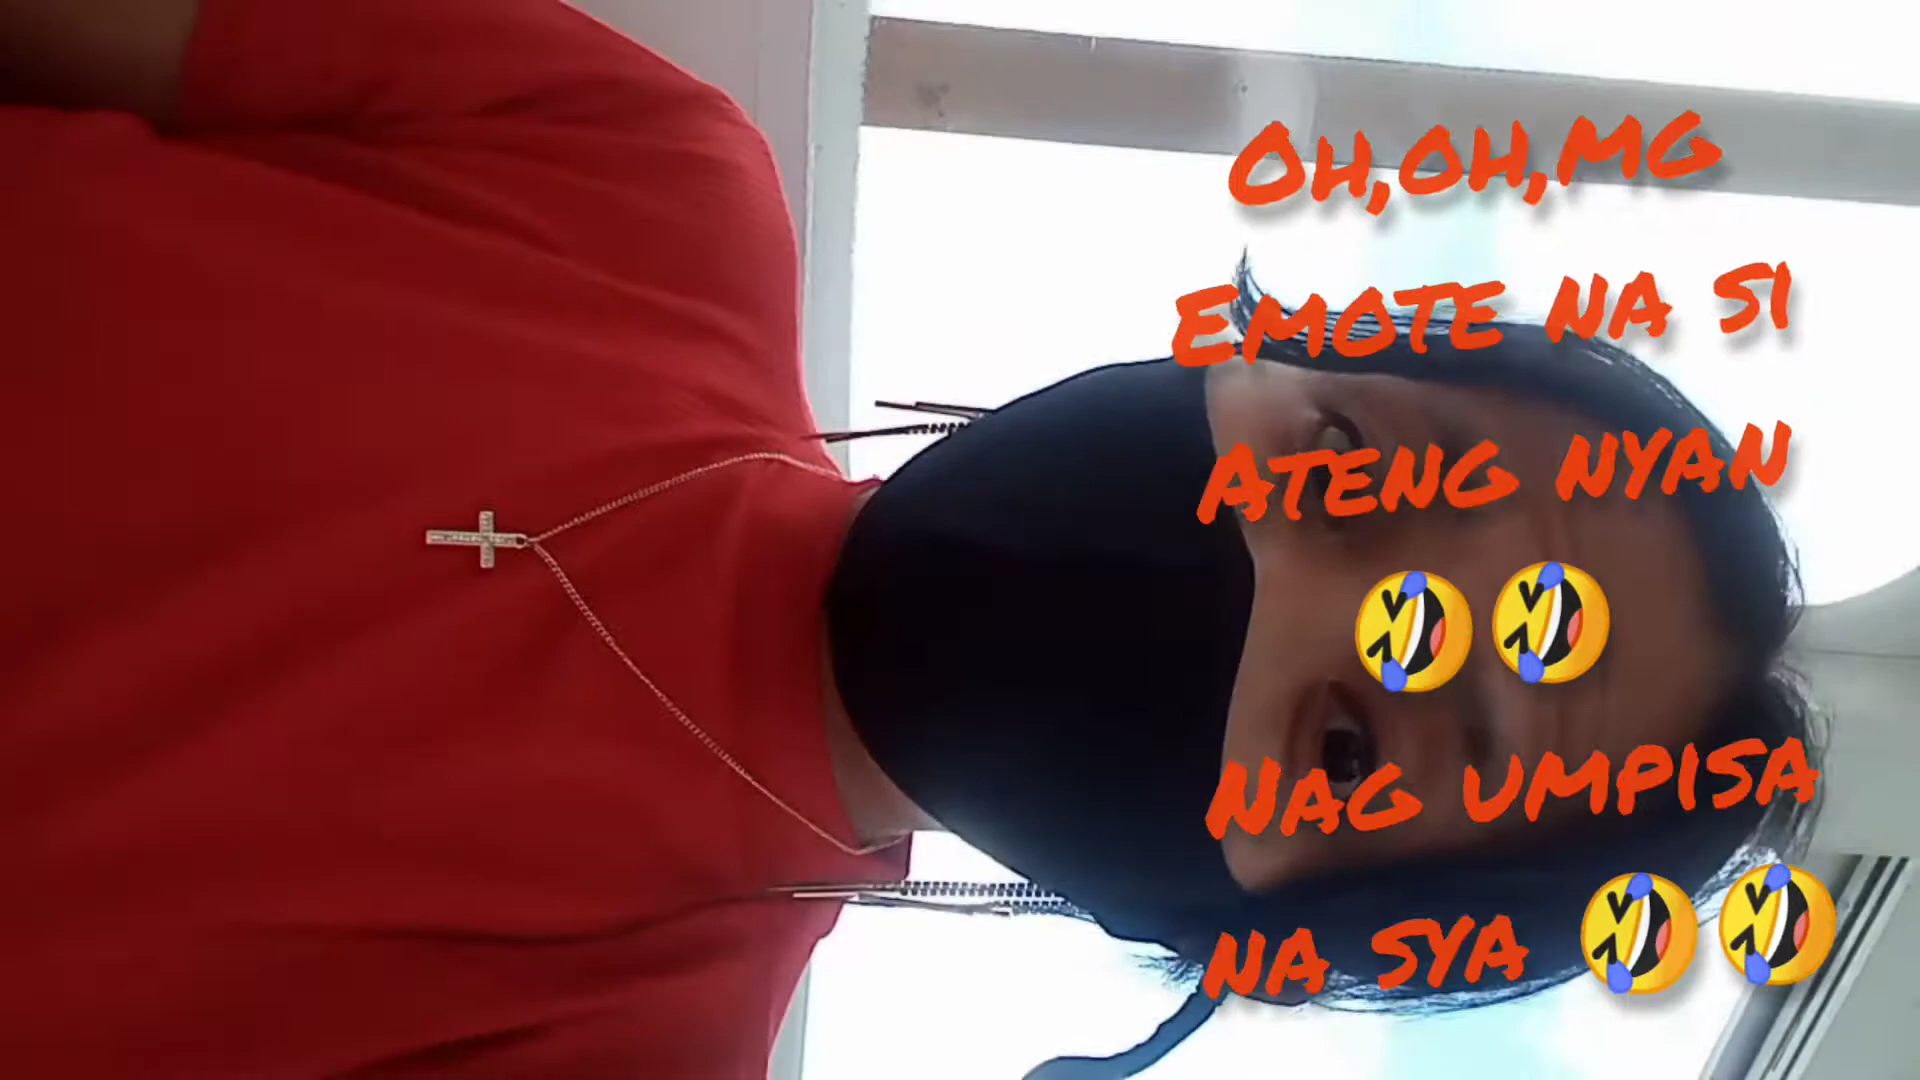 Oh,oh,mg
emote na si
Ateng nyan
🤣🤣
Nag umpisa
na sya 🤣🤣